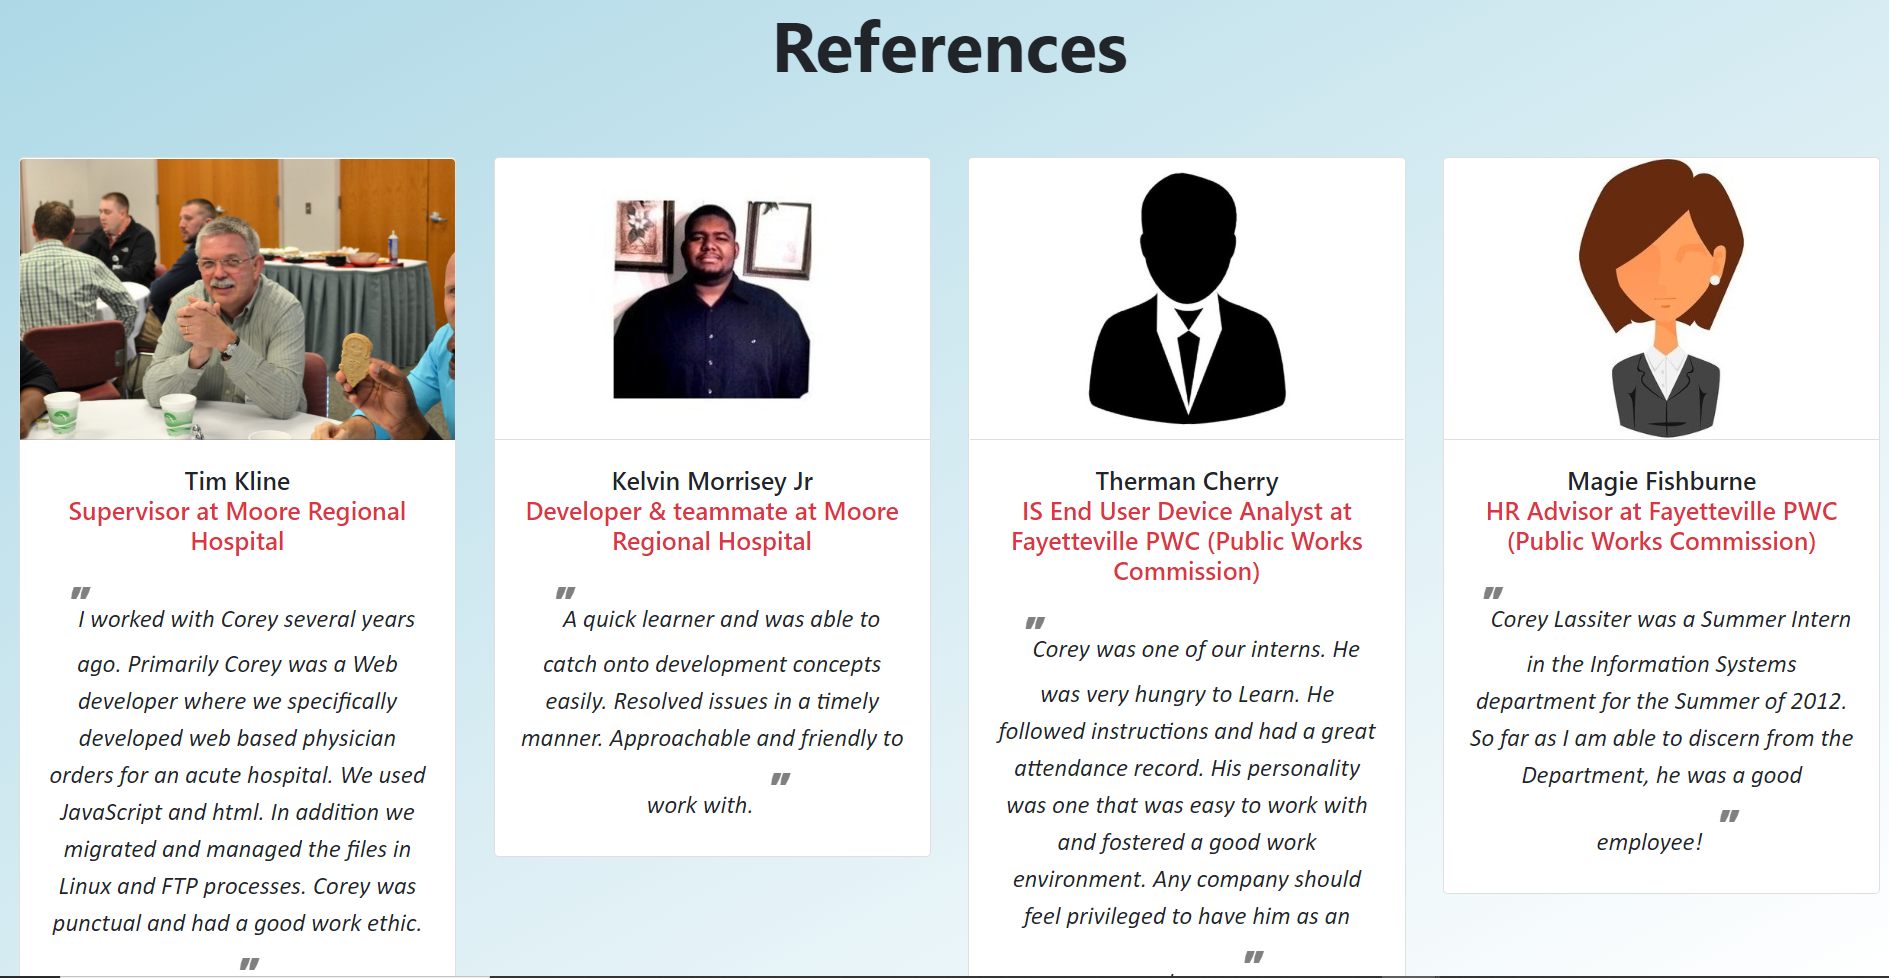 References
Tim Kline
Supervisor at Moore Regional
Hospital
" I worked with Corey several years
ago. Primarily Corey was a Web
developer where we specifically
developed web based physician
orders for an acute hospital. We used
JavaScript and html. In addition we
migrated and managed the files in
Linux and FTP processes. Corey was
punctual and had a good work ethic.
"
Kelvin Morrisey Jr
Developer & teammate at Moore
Regional Hospital
" A quick learner and was able to
catch onto development concepts
easily. Resolved issues in a timely
manner. Approachable and friendly to
work with. "
Therman Cherry
IS End User Device Analyst at
Fayetteville PWC (Public Works
Commission)
" Corey was one of our interns. He
was very hungry to Learn. He
followed instructions and had a great
attendance record. His personality
was one that was easy to work with
and fostered a good work
environment. Any company should
feel privileged to have him as an
"
Magie Fishburne
HR Advisor at Fayetteville PWC
(Public Works Commission)
" Corey Lassiter was a Summer Intern
in the Information Systems
department for the Summer of 2012.
So far as I am able to discern from the
Department, he was a good
employee! "